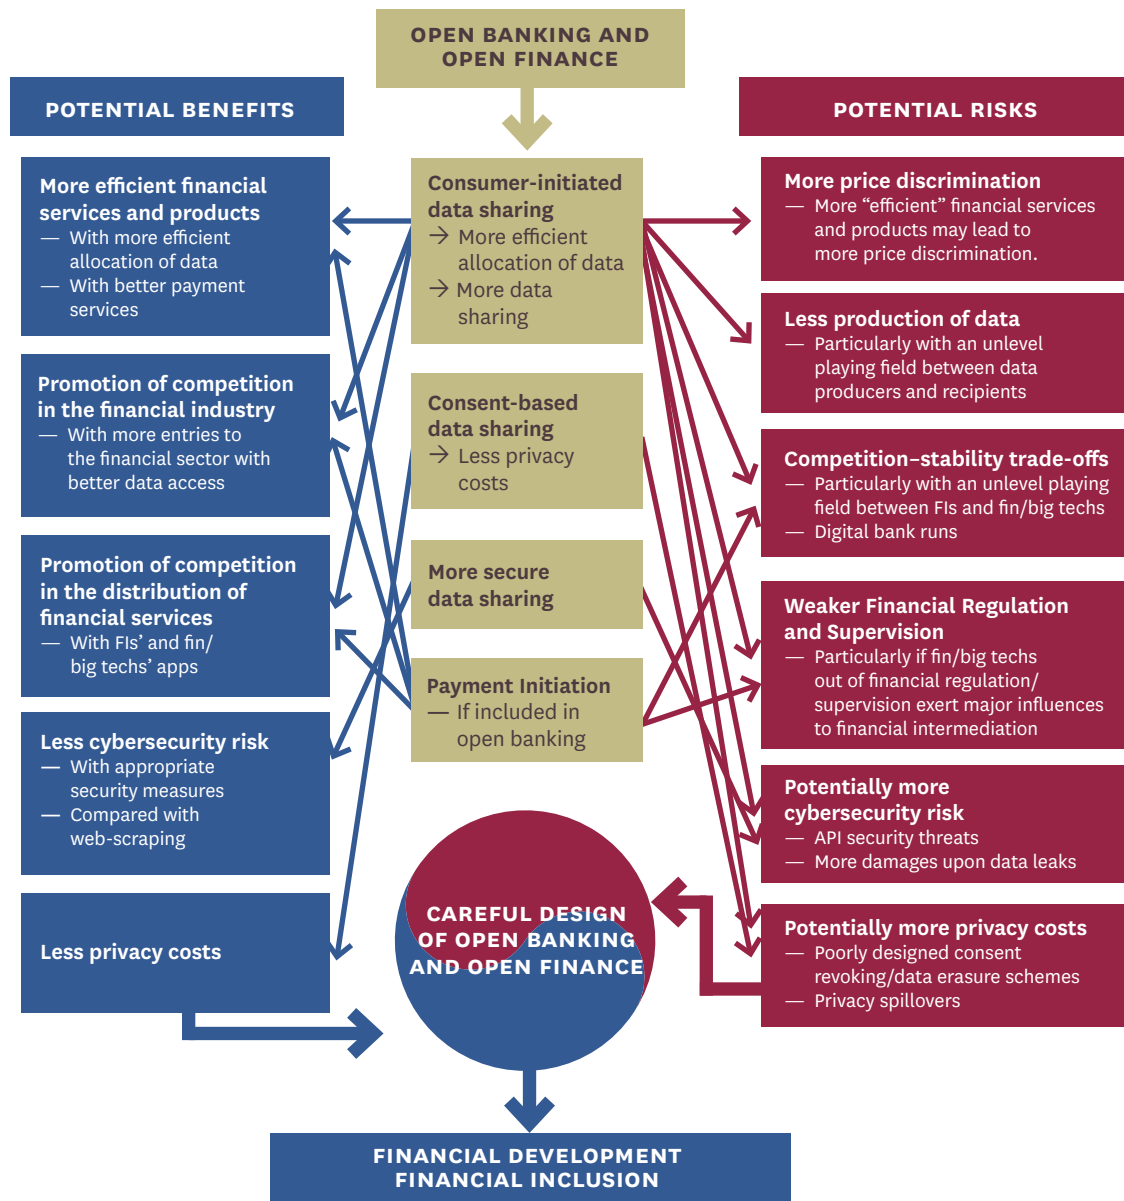 OPEN BANKING AND
OPEN FINANCE
POTENTIAL BENEFITS
More efficient financial
services and products
— With more efficient
allocation of data
— With better payment
services
Promotion of competition
in the financial industry
— With more entries to
the financial sector with
better data access
Promotion of competition
in the distribution of
financial services
— With FIs’ and fin/
big techs’ apps
Less cybersecurity risk
— With appropriate
security measures
— Compared with
web-scraping
Less privacy costs
Consumer-initiated
data sharing
→ More efficient
allocation of data
→ More data
sharing
Consent-based
data sharing
→ Less privacy
costs
More secure
data sharing
Payment Initiation
— If included in
open banking
POTENTIAL RISKS
More price discrimination
— More “efficient” financial services
and products may lead to
more price discrimination.
Less production of data
— Particularly with an unlevel
playing field between data
producers and recipients
Competition–stability trade-offs
— Particularly with an unlevel playing
field between FIs and fin/big techs
— Digital bank runs
Weaker Financial Regulation
and Supervision
— Particularly if fin/big techs
out of financial regulation/
supervision exert major influences
to financial intermediation
Potentially more
cybersecurity risk
— API security threats
— More damages upon data leaks
Potentially more privacy costs
— Poorly designed consent
revoking/data erasure schemes
— Privacy spillovers
CAREFUL DESIGN
OF OPEN BANKING
AND OPEN FINANCE
FINANCIAL DEVELOPMENT
FINANCIAL INCLUSION